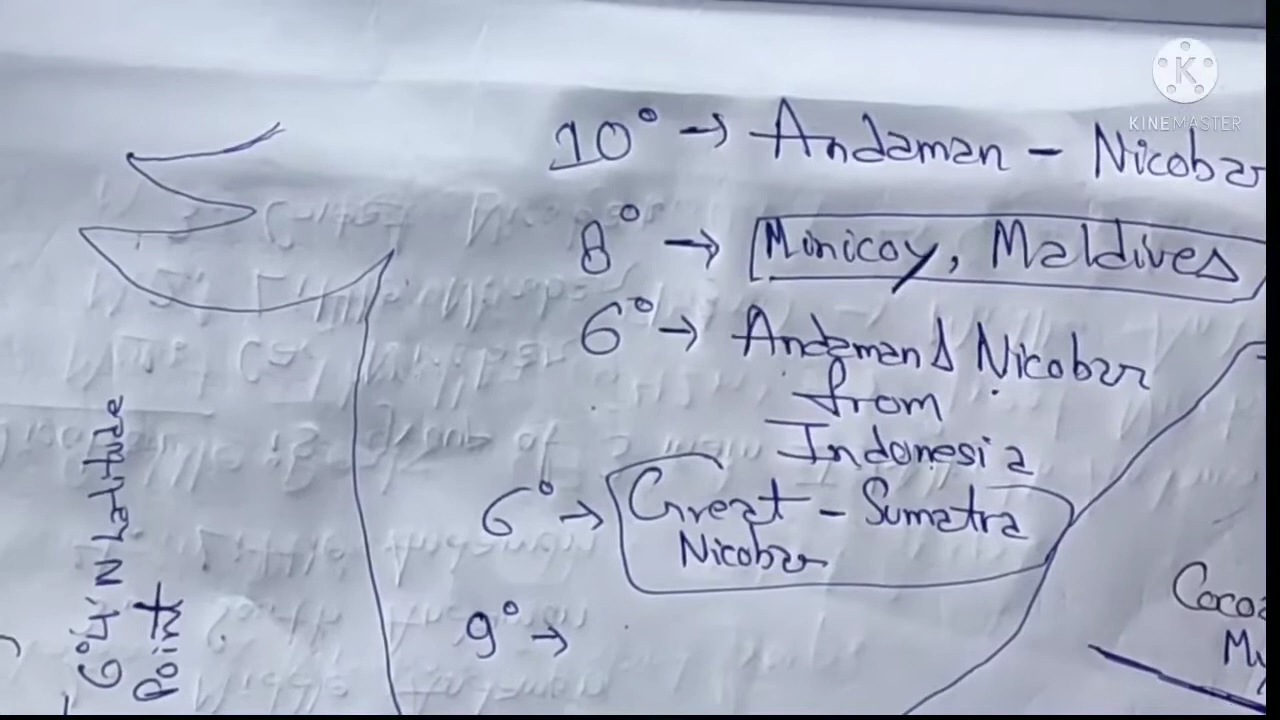 KINEMASTER
10° → Andaman - Nicobar
8° → Minicoy, Maldives
6° → Andaman & Nicobar
from
Indonesia
6° → Great - Sumatra
Nicobar
9° →
6°4' N Latitude
Point